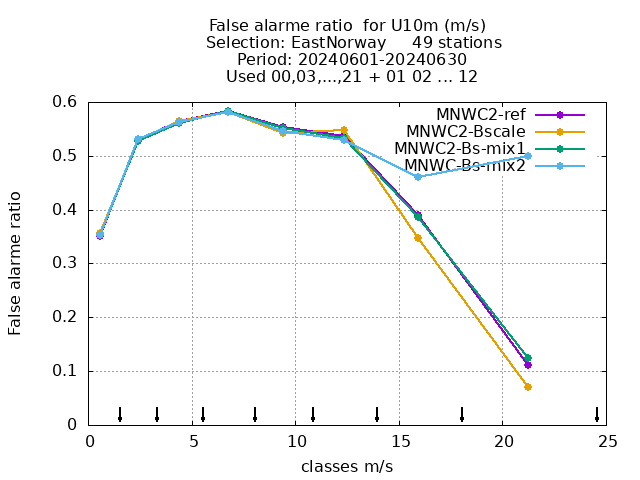 False alarme ratio  for U10m (m/s)
Selection: EastNorway     49 stations
Period: 20240601-20240630
Used 00,03,...,21 + 01 02 ... 12
MNWC2-ref
MNWC2-Bscale
MNWC2-Bs-mix1
MNWC-Bs-mix2
False alarme ratio
0.6
0.5
0.4
0.3
0.2
0.1
0
0 5 10 15 20 25
classes m/s